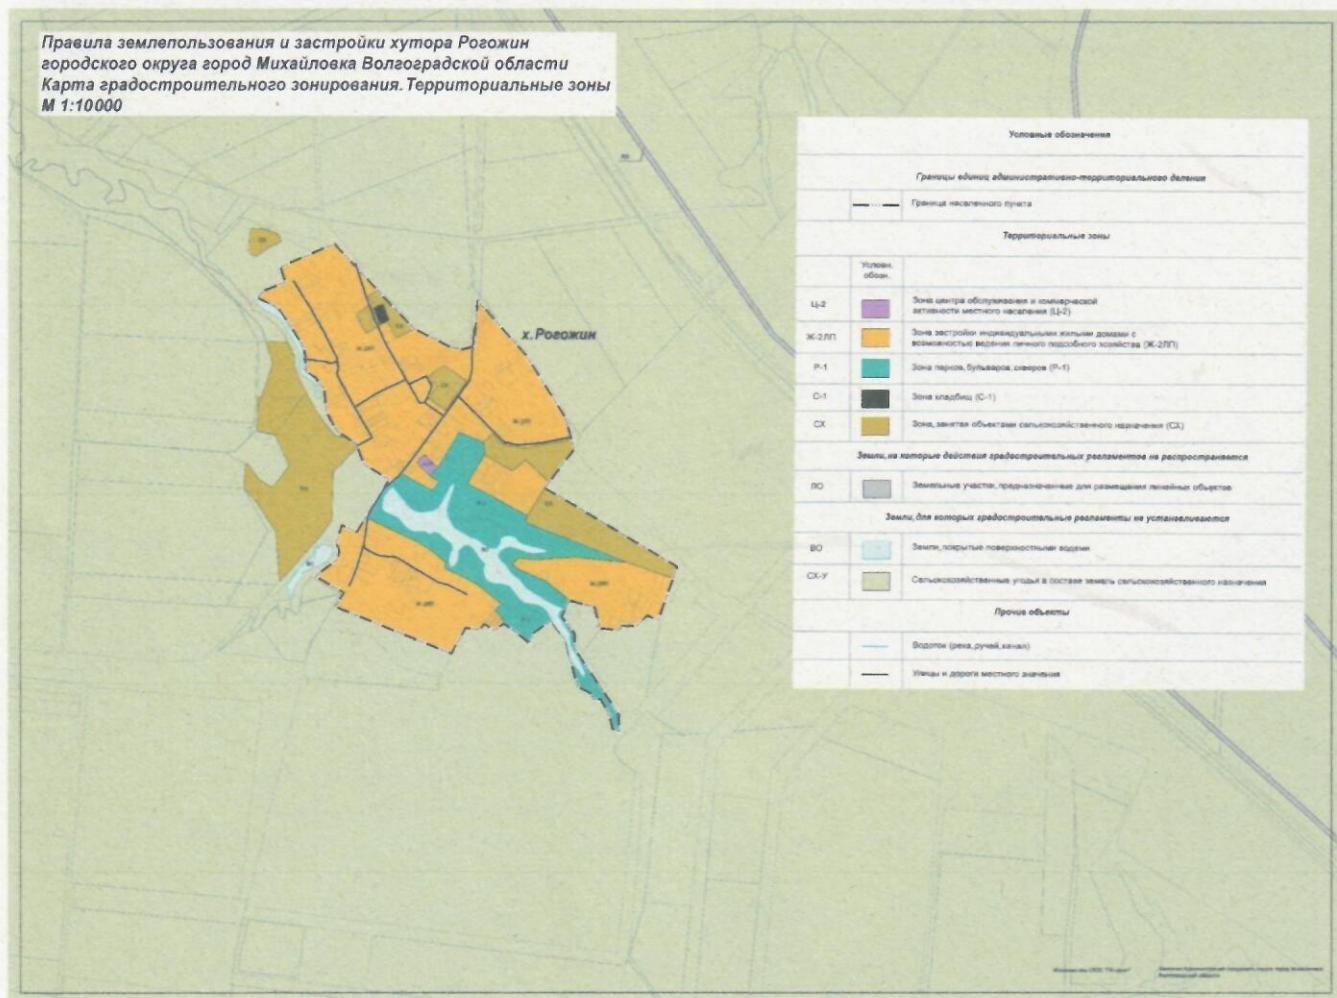 Правила землепользования и застройки хутора Рогожин
городского округа город Михайловка Волгоградской области
Карта градостроительного зонирования. Территориальные зоны
М 1:10000
х. Рогожин
Условные обозначения
Границы единиц административно-территориального деления
Граница населенного пункта
Территориальные зоны
Условн.
обозн.
Ц-2
Зона центра обслуживания и коммерческой
активности местного населения (Ц-2)
Ж-2ЛП
Зона застройки индивидуальными жилыми домами с
возможностью ведения личного подсобного хозяйства (Ж-2ЛП)
Р-1
Зона парков, бульваров, скверов (Р-1)
С-1
Зона кладбищ (С-1)
СХ
Зона, занятая объектами сельскохозяйственного назначения (СХ)
Земли, на которые действия градостроительных регламентов не распространяется
ЛО
Земельные участки, предназначенные для размещения линейных объектов
Земли, для которых градостроительные регламенты не устанавливаются
ВО
Земли, покрытые поверхностными водами
СХ-У
Сельскохозяйственные угодья в составе земель сельскохозяйственного назначения
Прочие объекты
Водоток (река, ручей, канал)
Улицы и дороги местного значения